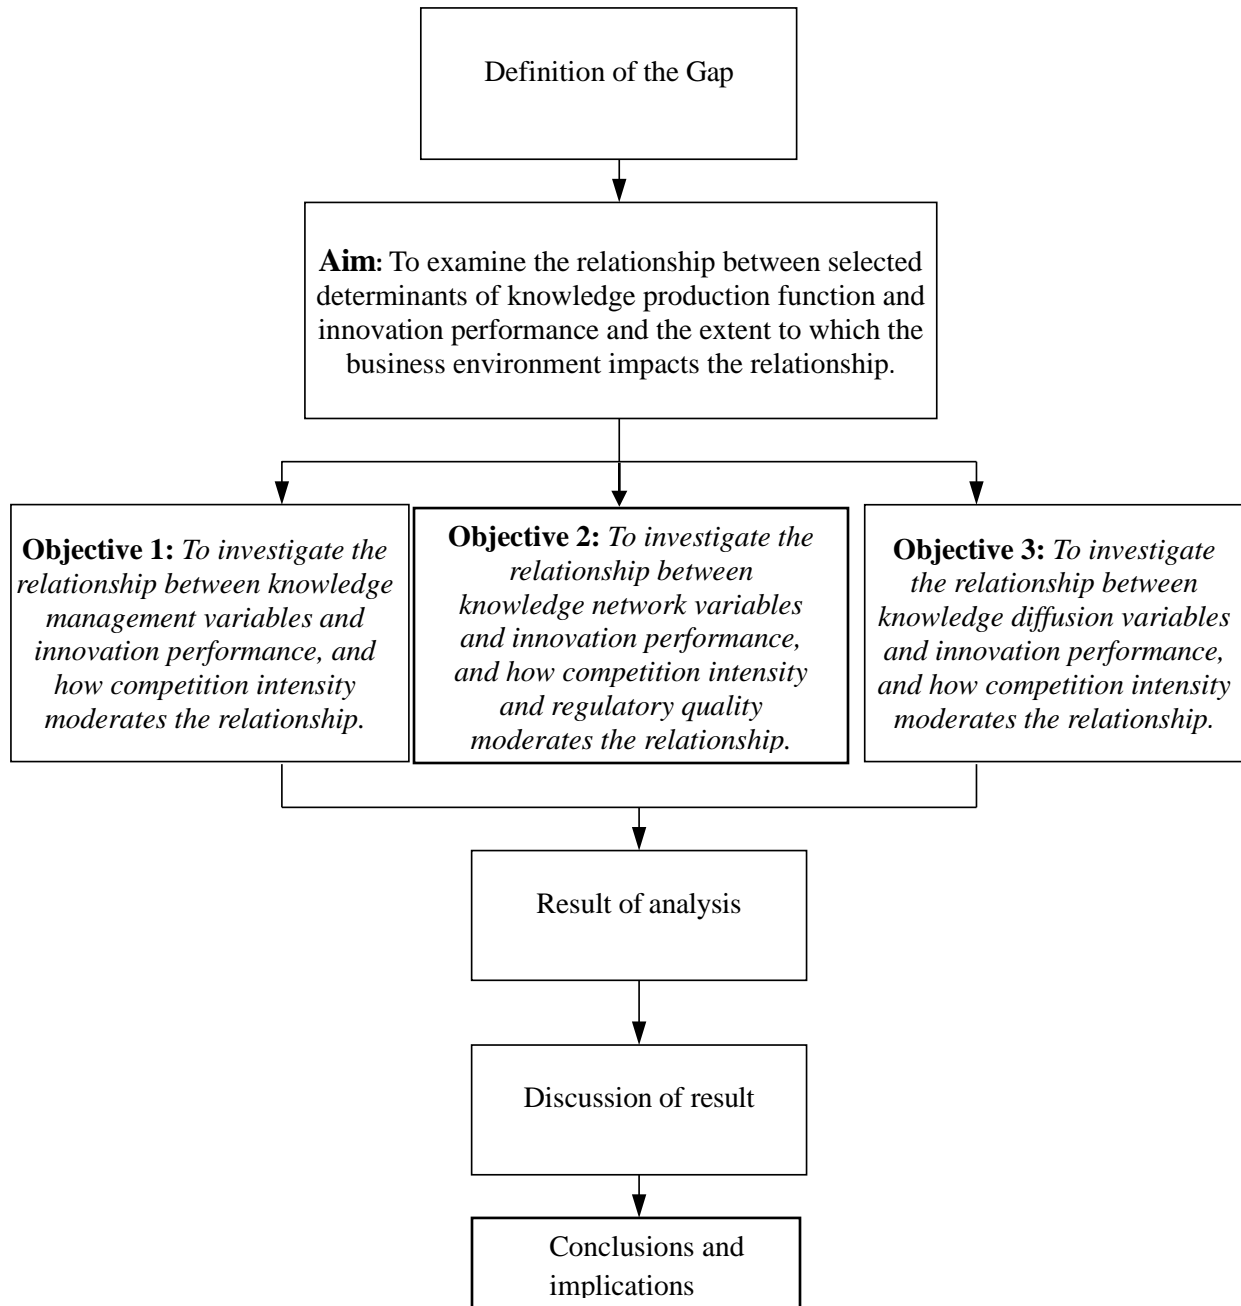 Definition of the Gap
Aim: To examine the relationship between selected
determinants of knowledge production function and
innovation performance and the extent to which the
business environment impacts the relationship.
Objective 1: To investigate the
relationship between knowledge
management variables and
innovation performance, and
how competition intensity
moderates the relationship.
Objective 2: To investigate the
relationship between
knowledge network variables
and innovation performance,
and how competition intensity
and regulatory quality
moderates the relationship.
Objective 3: To investigate
the relationship between
knowledge diffusion variables
and innovation performance,
and how competition intensity
moderates the relationship.
Result of analysis
Discussion of result
Conclusions and
implications